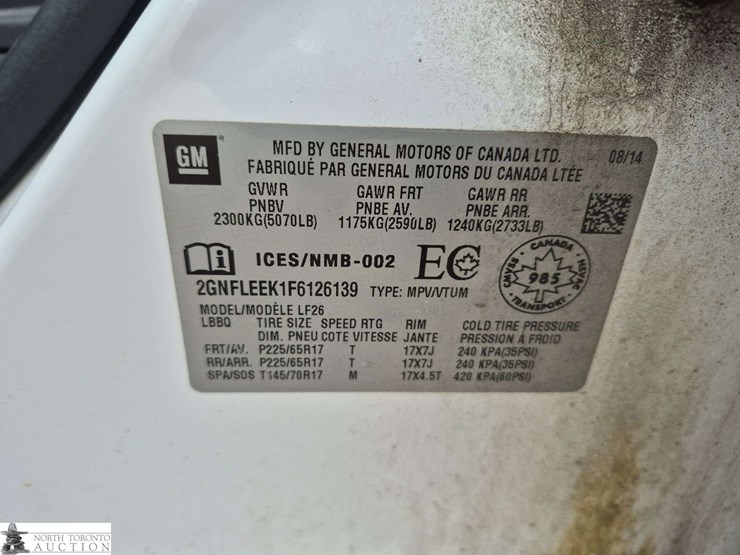 GM
MFD BY GENERAL MOTORS OF CANADA LTD. 08/14
FABRIQUÉ PAR GENERAL MOTORS DU CANADA LTÉE
GVWR GAWR FRT GAWR RR
PNBV PNBE AV. PNBE ARR.
2300KG(5070LB) 1175KG(2590LB) 1240KG(2733LB)
ICES/NMB-002 EC
CANADA CMVSS 985 NSVAC TRANSPORT
2GNFLEEK1F6126139 TYPE: MPV/VTUM
MODEL/MODÈLE LF26
LBBQ TIRE SIZE SPEED RTG RIM COLD TIRE PRESSURE
DIM. PNEU COTE VITESSE JANTE PRESSION À FROID
FRT/AV. P225/65R17 T 17X7J 240 KPA(35PSI)
RR/ARR. P225/65R17 T 17X7J 240 KPA(35PSI)
SPA/SOS T145/70R17 M 17X4.5T 420 KPA(60PSI)
NORTH TORONTO
AUCTION